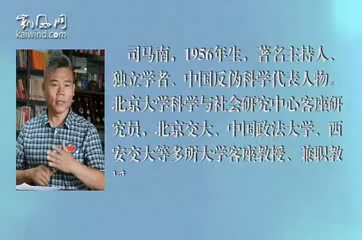 凯风网
kaiwind.com
司马南，1956年生，著名主持人、
独立学者、中国反伪科学代表人物。
北京大学科学与社会研究中心客座研
究员，北京交大、中国政法大学、西
安交大等多所大学客座教授、兼职教